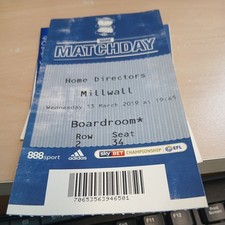 MATCHDAY
Home Directors
Millwall
Wednesday 13 March 2019 at 19:45
Boardroom*
Row Seat
2 34
888sport adidas sky BET CHAMPIONSHIP EFL
70653563946501